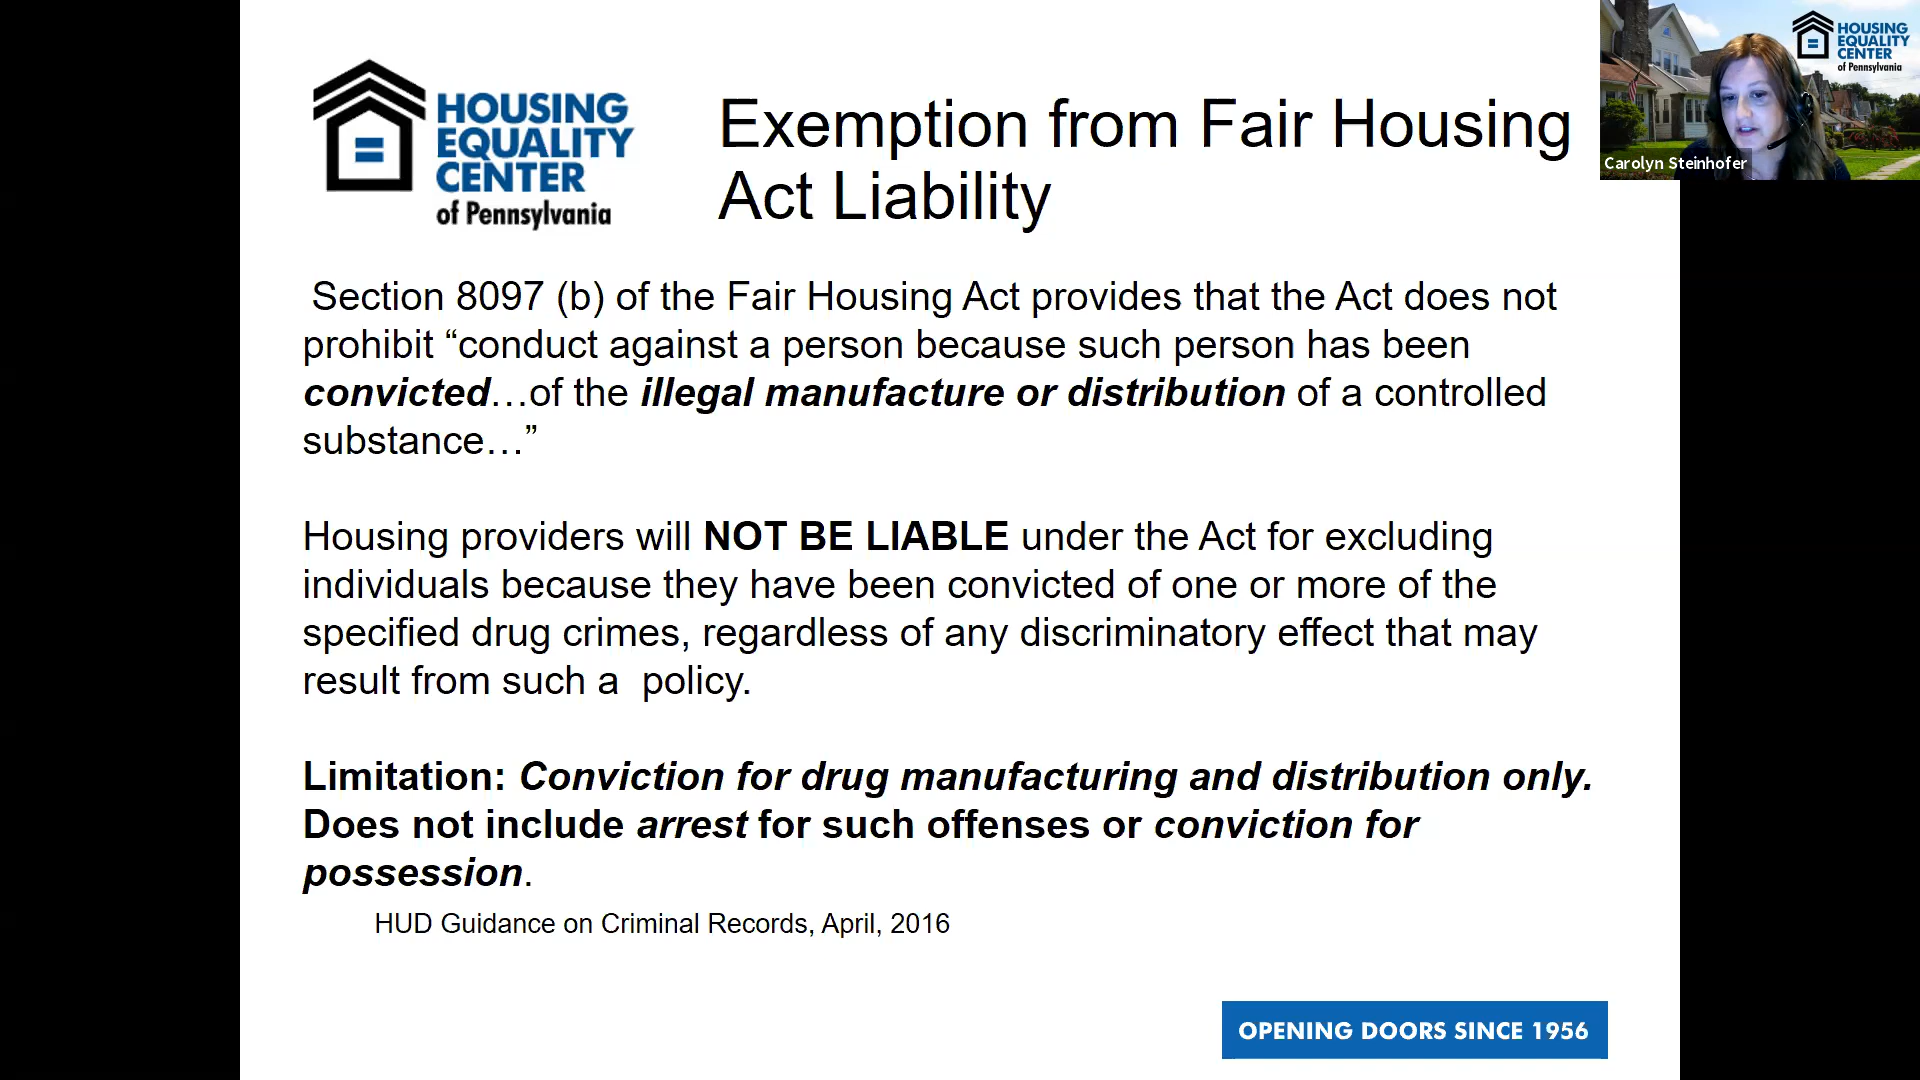 HOUSING
EQUALITY
CENTER
of Pennsylvania
Exemption from Fair Housing
Act Liability
Section 8097 (b) of the Fair Housing Act provides that the Act does not
prohibit “conduct against a person because such person has been
convicted…of the illegal manufacture or distribution of a controlled
substance…”
Housing providers will NOT BE LIABLE under the Act for excluding
individuals because they have been convicted of one or more of the
specified drug crimes, regardless of any discriminatory effect that may
result from such a  policy.
Limitation: Conviction for drug manufacturing and distribution only.
Does not include arrest for such offenses or conviction for
possession.
HUD Guidance on Criminal Records, April, 2016
OPENING DOORS SINCE 1956
HOUSING
EQUALITY
CENTER
of Pennsylvania
Carolyn Steinhofer